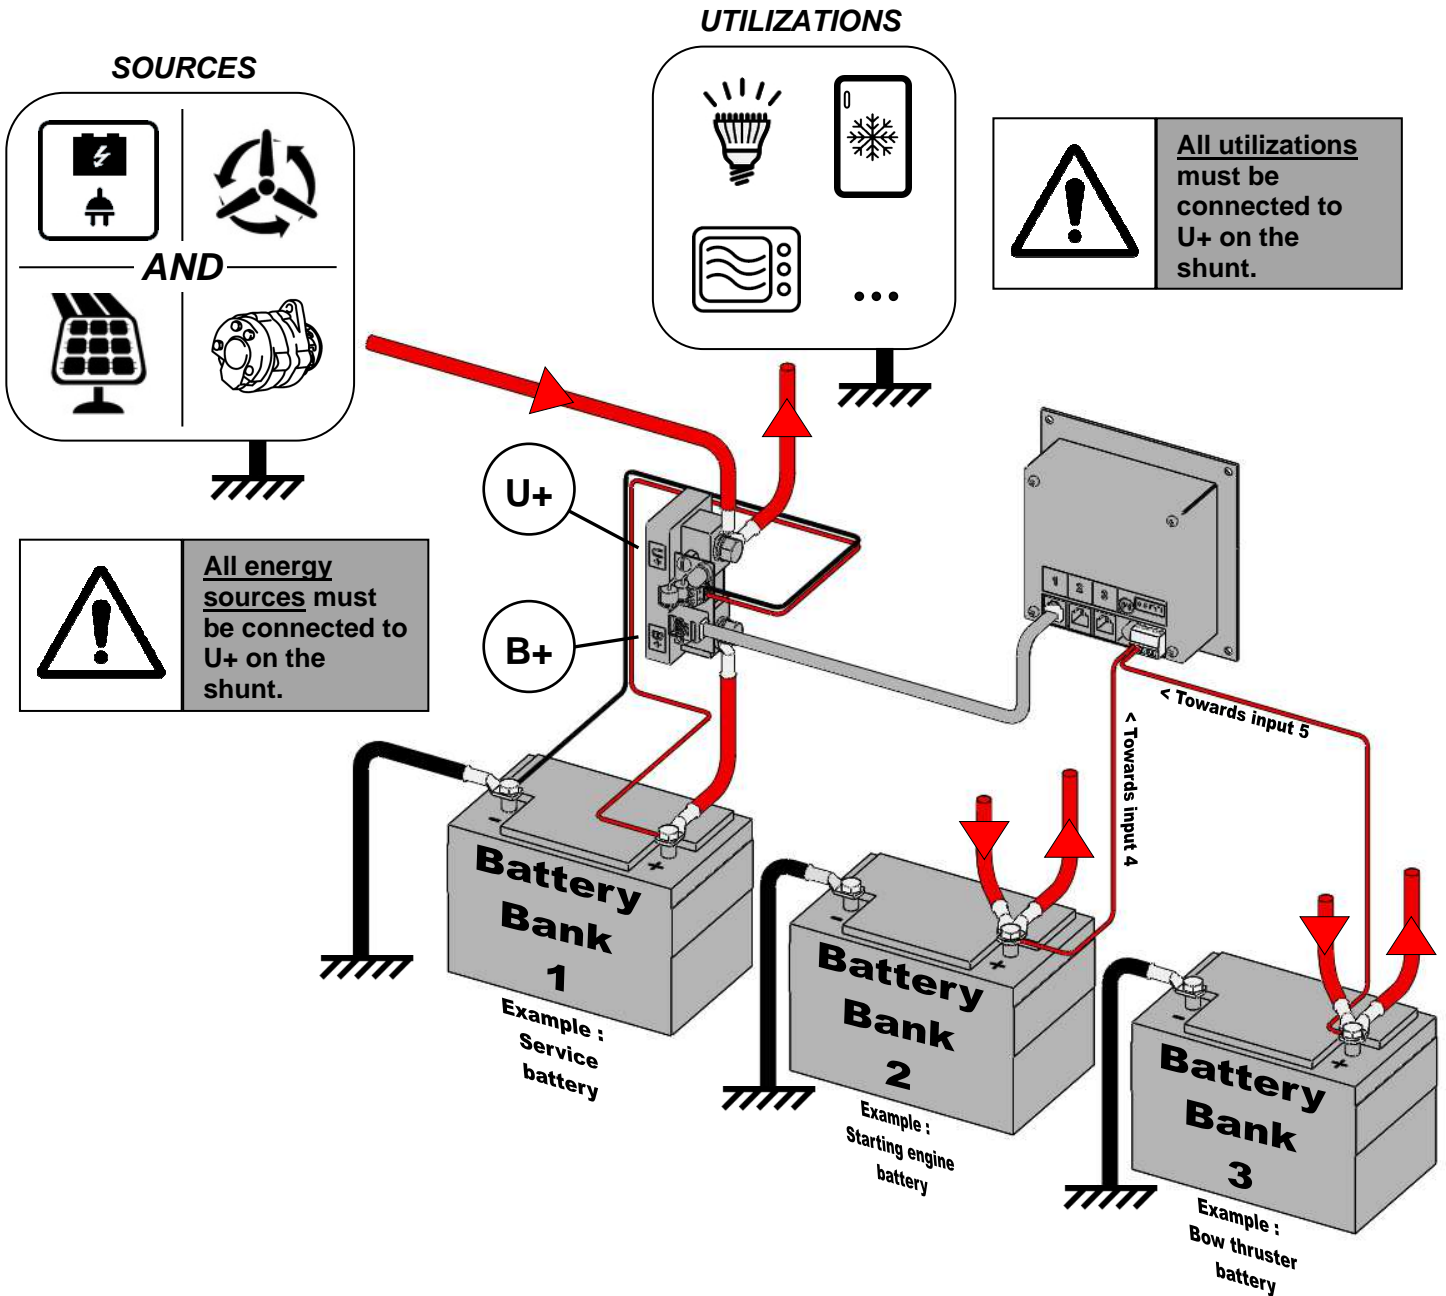 UTILIZATIONS
SOURCES
AND
All utilizations
must be
connected to
U+ on the
shunt.
All energy
sources must
be connected to
U+ on the
shunt.
U+
B+
U+
B+
1 2 3
< Towards input 5
< Towards input 4
Battery
Bank
1
Example :
Service
battery
Battery
Bank
2
Example :
Starting engine
battery
Battery
Bank
3
Example :
Bow thruster
battery
- +
- +
- +